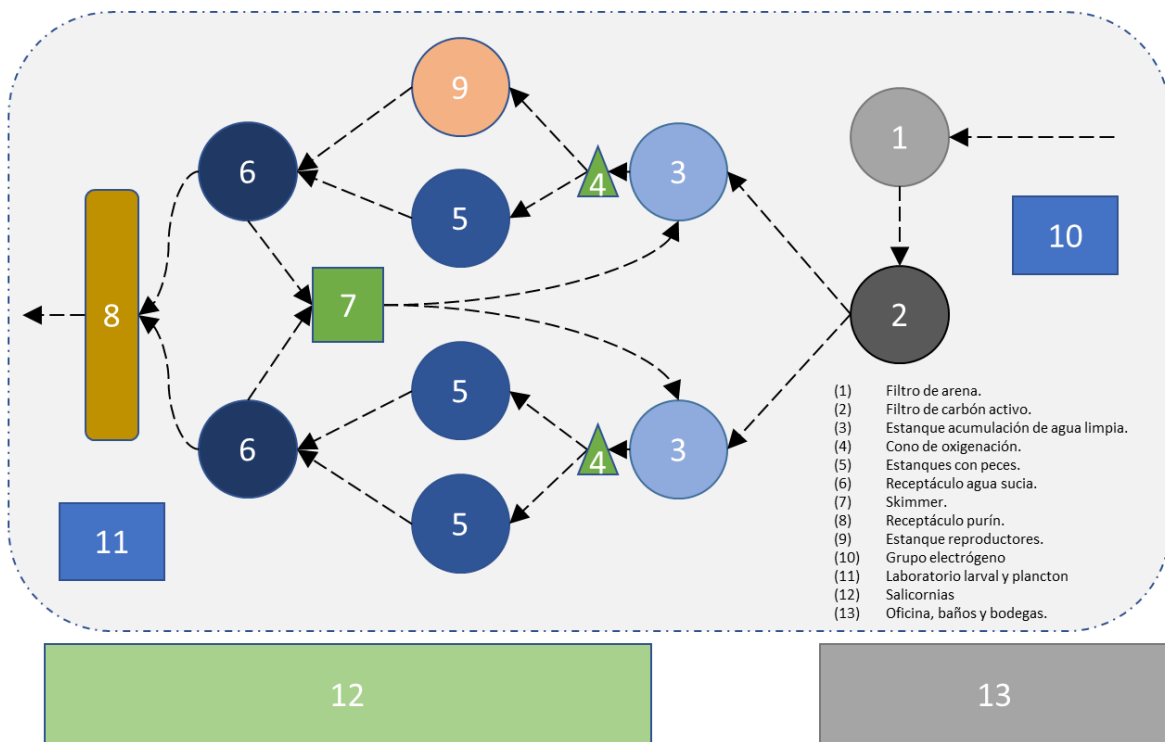 9
1
6
4
3
5
10
7
8
2
5
6
4
3
5
11
(1) Filtro de arena.
(2) Filtro de carbón activo.
(3) Estanque acumulación de agua limpia.
(4) Cono de oxigenación.
(5) Estanques con peces.
(6) Receptáculo agua sucia.
(7) Skimmer.
(8) Receptáculo purín.
(9) Estanque reproductores.
(10) Grupo electrógeno
(11) Laboratorio larval y plancton
(12) Salicornias
(13) Oficina, baños y bodegas.
12
13